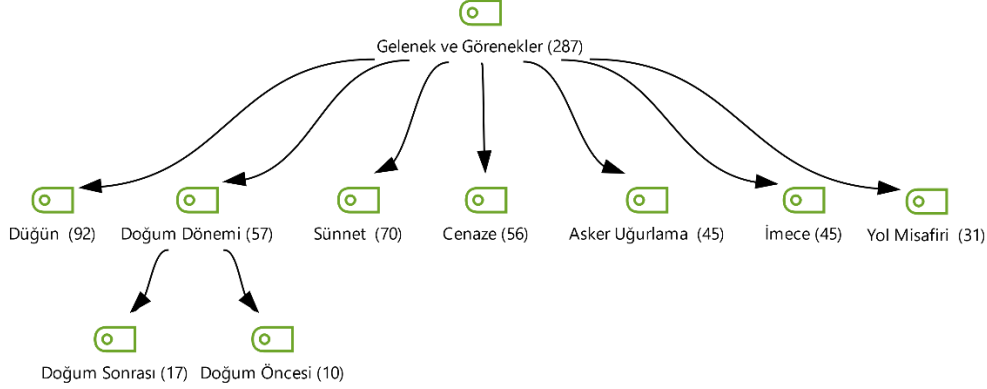 Gelenek ve Görenekler (287)
Düğün (92)
Doğum Dönemi (57)
Sünnet (70)
Cenaze (56)
Asker Uğurlama (45)
İmece (45)
Yol Misafiri (31)
Doğum Sonrası (17)
Doğum Öncesi (10)